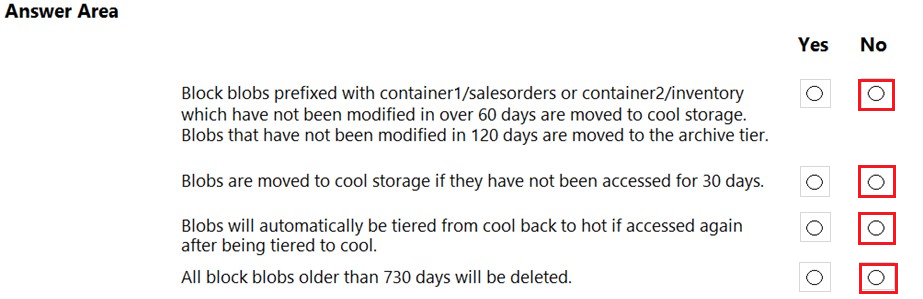 Answer Area
Yes No
Block blobs prefixed with container1/salesorders or container2/inventory
which have not been modified in over 60 days are moved to cool storage.
Blobs that have not been modified in 120 days are moved to the archive tier.
Blobs are moved to cool storage if they have not been accessed for 30 days.
Blobs will automatically be tiered from cool back to hot if accessed again
after being tiered to cool.
All block blobs older than 730 days will be deleted.